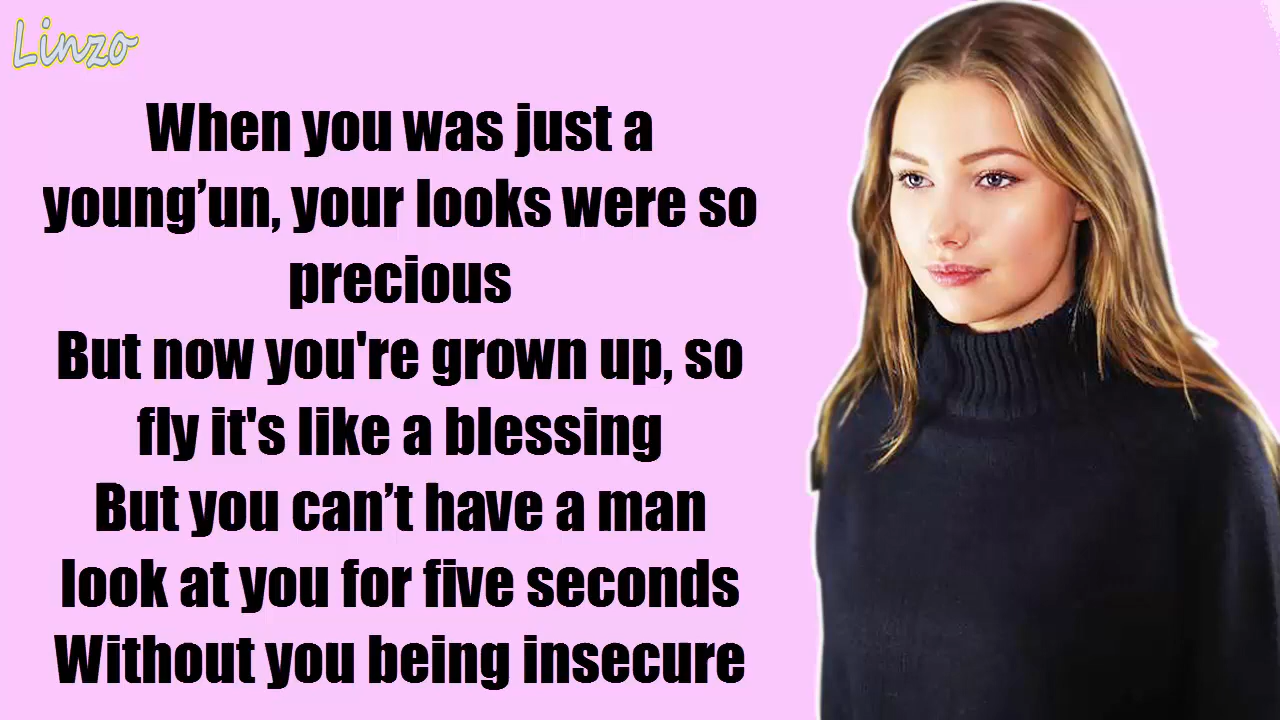 Linzo
When you was just a
young’un, your looks were so
precious
But now you're grown up, so
fly it's like a blessing
But you can’t have a man
look at you for five seconds
Without you being insecure